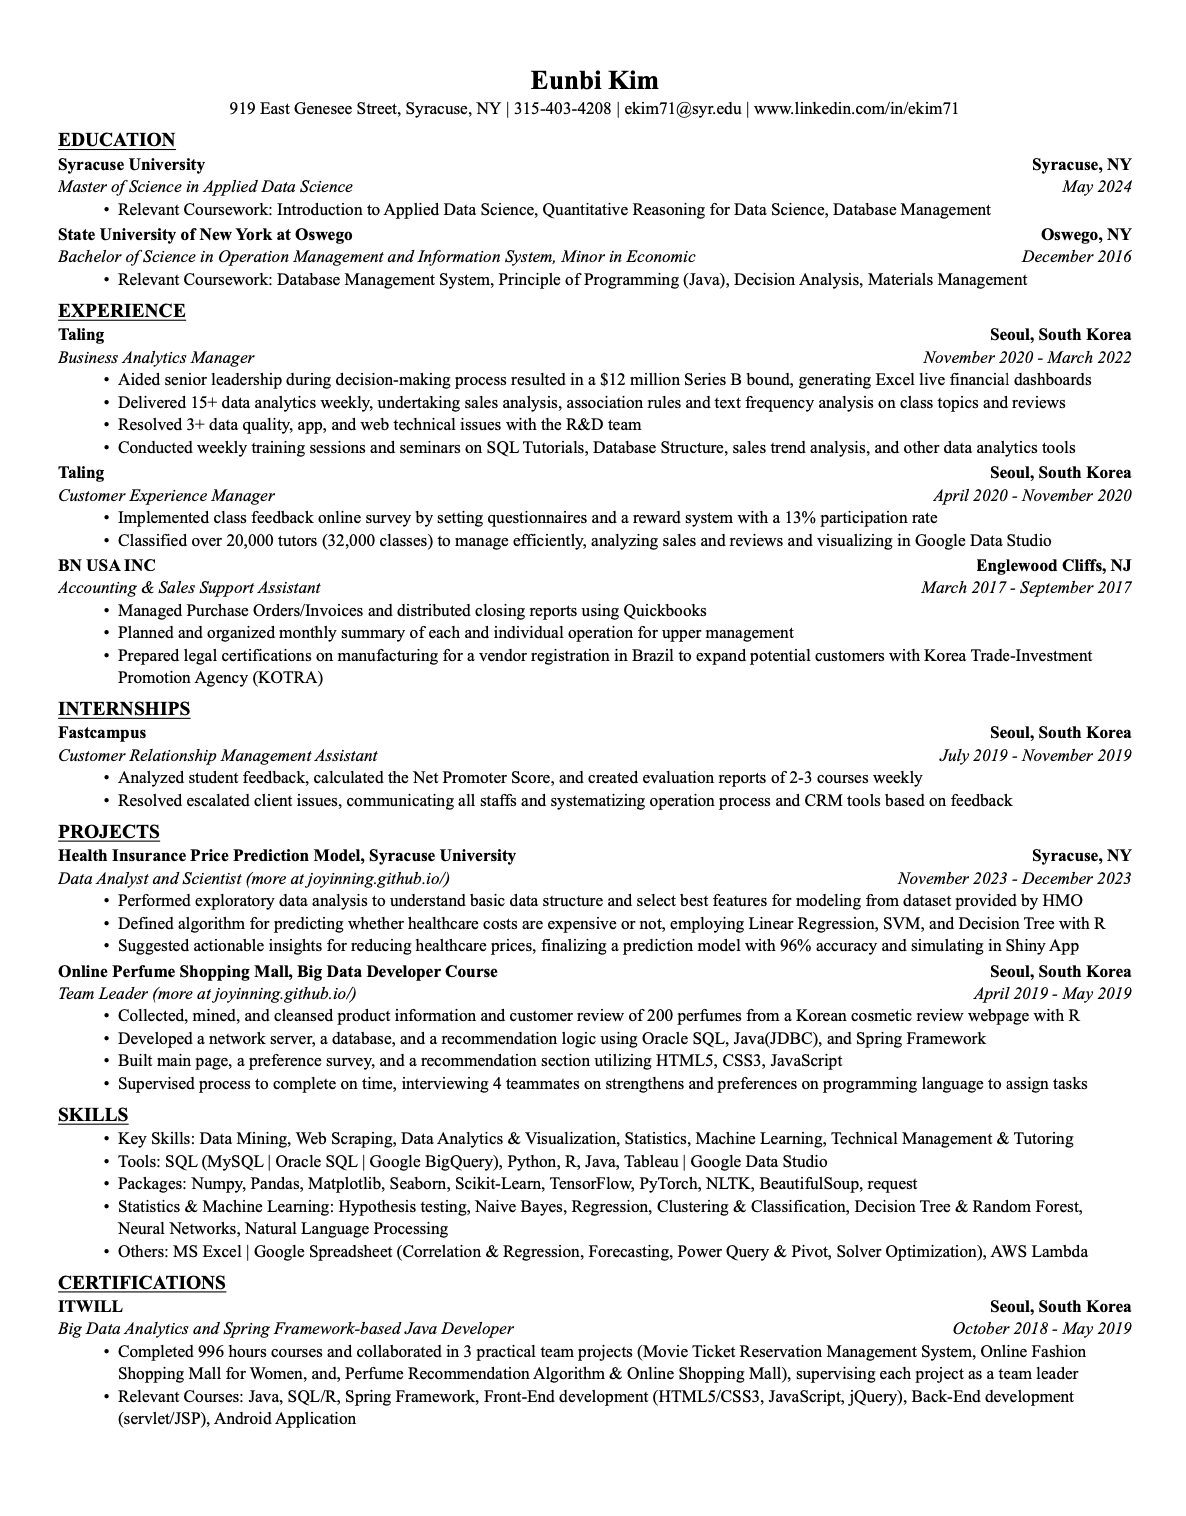 Eunbi Kim
919 East Genesee Street, Syracuse, NY | 315-403-4208 | ekim71@syr.edu | www.linkedin.com/in/ekim71
EDUCATION
Syracuse University Syracuse, NY
Master of Science in Applied Data Science May 2024
• Relevant Coursework: Introduction to Applied Data Science, Quantitative Reasoning for Data Science, Database Management
State University of New York at Oswego Oswego, NY
Bachelor of Science in Operation Management and Information System, Minor in Economic December 2016
• Relevant Coursework: Database Management System, Principle of Programming (Java), Decision Analysis, Materials Management
EXPERIENCE
Taling Seoul, South Korea
Business Analytics Manager November 2020 - March 2022
• Aided senior leadership during decision-making process resulted in a $12 million Series B bound, generating Excel live financial dashboards
• Delivered 15+ data analytics weekly, undertaking sales analysis, association rules and text frequency analysis on class topics and reviews
• Resolved 3+ data quality, app, and web technical issues with the R&D team
• Conducted weekly training sessions and seminars on SQL Tutorials, Database Structure, sales trend analysis, and other data analytics tools
Taling Seoul, South Korea
Customer Experience Manager April 2020 - November 2020
• Implemented class feedback online survey by setting questionnaires and a reward system with a 13% participation rate
• Classified over 20,000 tutors (32,000 classes) to manage efficiently, analyzing sales and reviews and visualizing in Google Data Studio
BN USA INC Englewood Cliffs, NJ
Accounting & Sales Support Assistant March 2017 - September 2017
• Managed Purchase Orders/Invoices and distributed closing reports using Quickbooks
• Planned and organized monthly summary of each and individual operation for upper management
• Prepared legal certifications on manufacturing for a vendor registration in Brazil to expand potential customers with Korea Trade-Investment
Promotion Agency (KOTRA)
INTERNSHIPS
Fastcampus Seoul, South Korea
Customer Relationship Management Assistant July 2019 - November 2019
• Analyzed student feedback, calculated the Net Promoter Score, and created evaluation reports of 2-3 courses weekly
• Resolved escalated client issues, communicating all staffs and systematizing operation process and CRM tools based on feedback
PROJECTS
Health Insurance Price Prediction Model, Syracuse University Syracuse, NY
Data Analyst and Scientist (more at joyinning.github.io/) November 2023 - December 2023
• Performed exploratory data analysis to understand basic data structure and select best features for modeling from dataset provided by HMO
• Defined algorithm for predicting whether healthcare costs are expensive or not, employing Linear Regression, SVM, and Decision Tree with R
• Suggested actionable insights for reducing healthcare prices, finalizing a prediction model with 96% accuracy and simulating in Shiny App
Online Perfume Shopping Mall, Big Data Developer Course Seoul, South Korea
Team Leader (more at joyinning.github.io/) April 2019 - May 2019
• Collected, mined, and cleansed product information and customer review of 200 perfumes from a Korean cosmetic review webpage with R
• Developed a network server, a database, and a recommendation logic using Oracle SQL, Java(JDBC), and Spring Framework
• Built main page, a preference survey, and a recommendation section utilizing HTML5, CSS3, JavaScript
• Supervised process to complete on time, interviewing 4 teammates on strengthens and preferences on programming language to assign tasks
SKILLS
• Key Skills: Data Mining, Web Scraping, Data Analytics & Visualization, Statistics, Machine Learning, Technical Management & Tutoring
• Tools: SQL (MySQL | Oracle SQL | Google BigQuery), Python, R, Java, Tableau | Google Data Studio
• Packages: Numpy, Pandas, Matplotlib, Seaborn, Scikit-Learn, TensorFlow, PyTorch, NLTK, BeautifulSoup, request
• Statistics & Machine Learning: Hypothesis testing, Naive Bayes, Regression, Clustering & Classification, Decision Tree & Random Forest,
Neural Networks, Natural Language Processing
• Others: MS Excel | Google Spreadsheet (Correlation & Regression, Forecasting, Power Query & Pivot, Solver Optimization), AWS Lambda
CERTIFICATIONS
ITWILL Seoul, South Korea
Big Data Analytics and Spring Framework-based Java Developer October 2018 - May 2019
• Completed 996 hours courses and collaborated in 3 practical team projects (Movie Ticket Reservation Management System, Online Fashion
Shopping Mall for Women, and, Perfume Recommendation Algorithm & Online Shopping Mall), supervising each project as a team leader
• Relevant Courses: Java, SQL/R, Spring Framework, Front-End development (HTML5/CSS3, JavaScript, jQuery), Back-End development
(servlet/JSP), Android Application